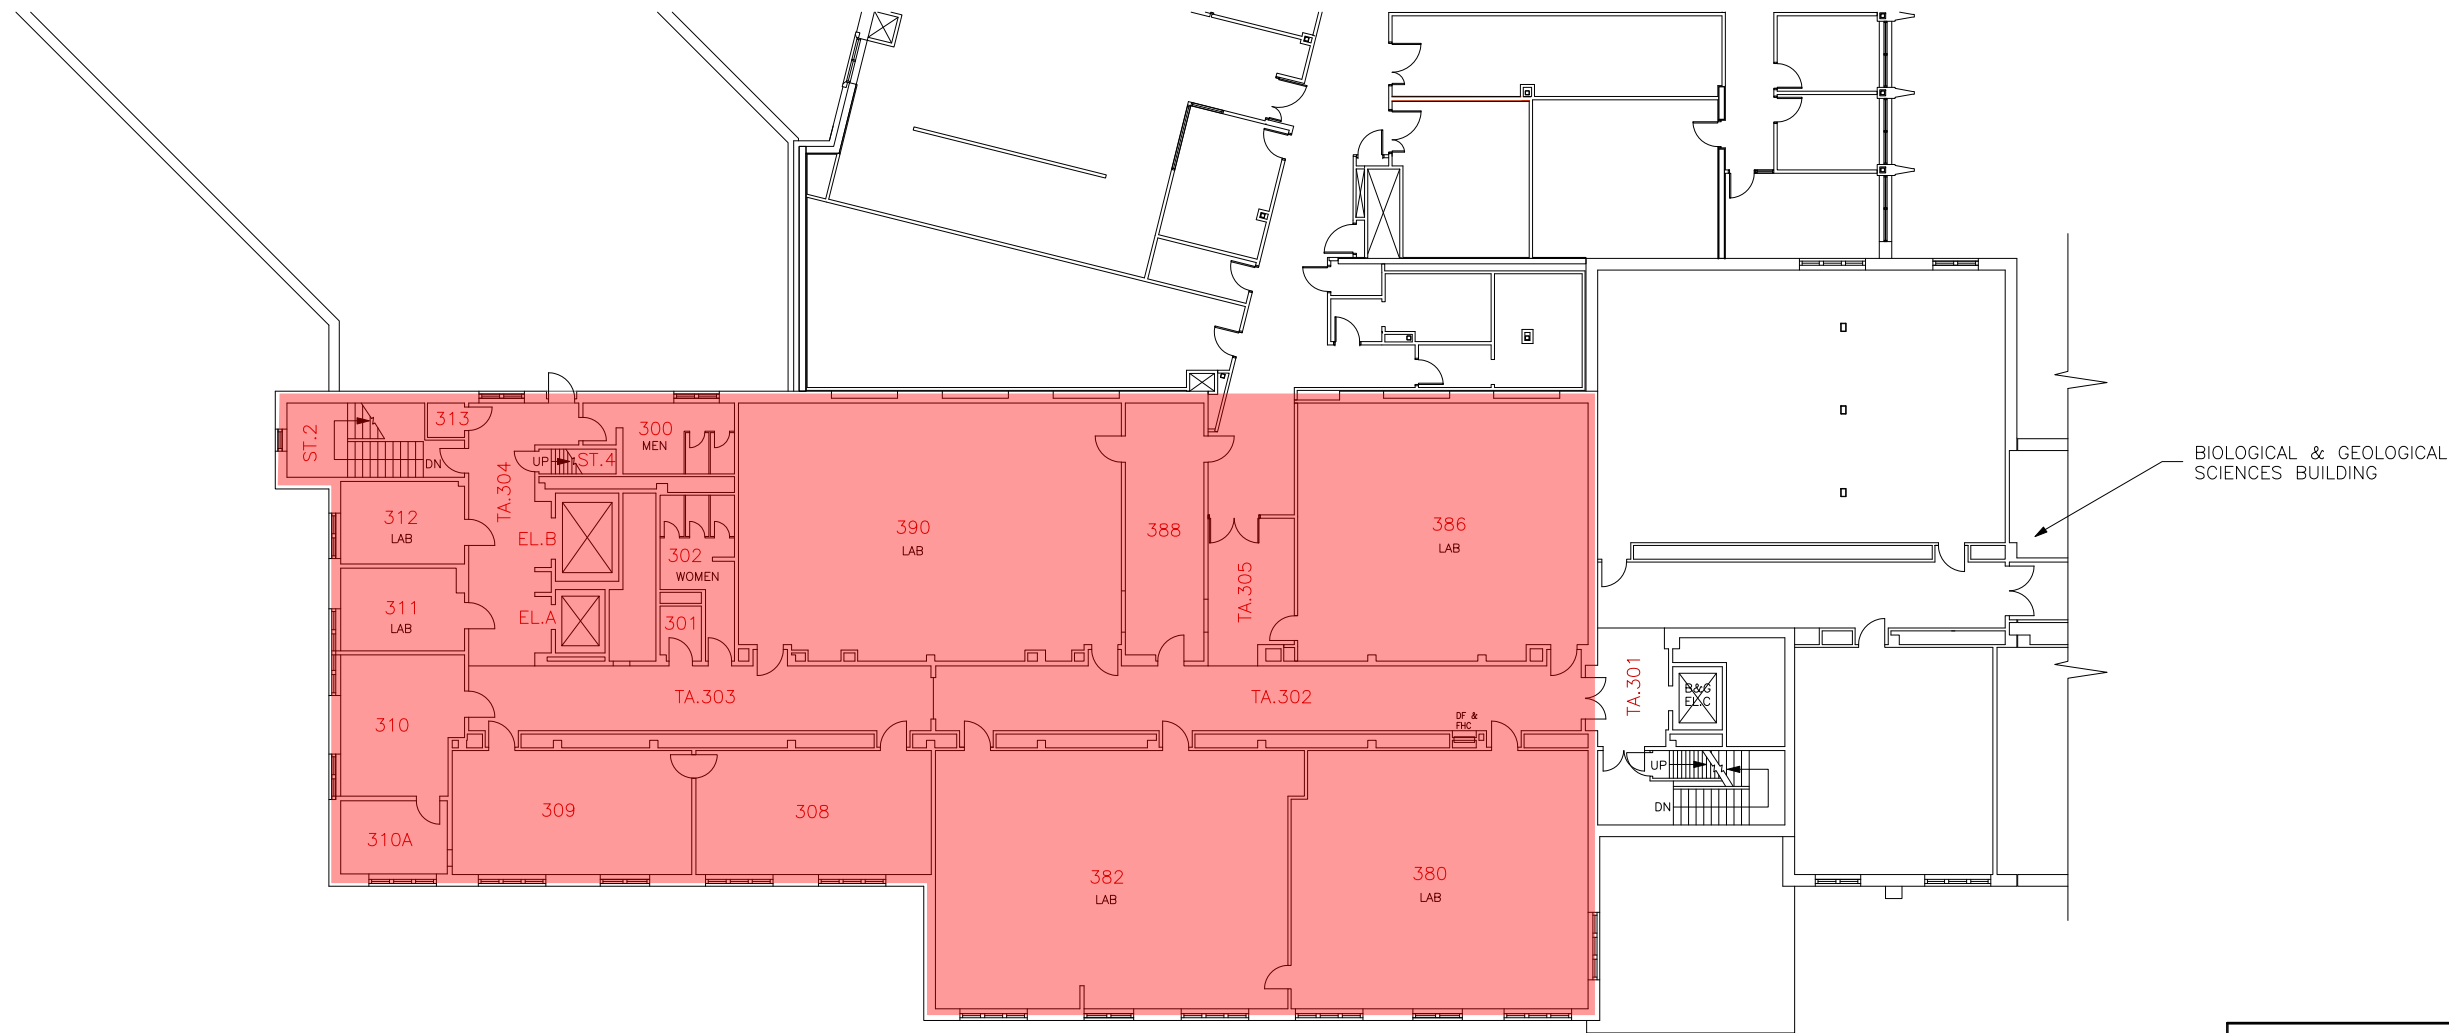 313
300
MEN
ST.2
DN
UP
ST.4
TA.304
BIOLOGICAL & GEOLOGICAL
SCIENCES BUILDING
312
LAB
EL.B
390
LAB
388
386
LAB
302
WOMEN
TA.305
311
LAB
EL.A
301
310
TA.303
TA.302
TA.301
B&G
EL.C
DF &
FHC
UP
DN
309
308
310A
382
LAB
380
LAB